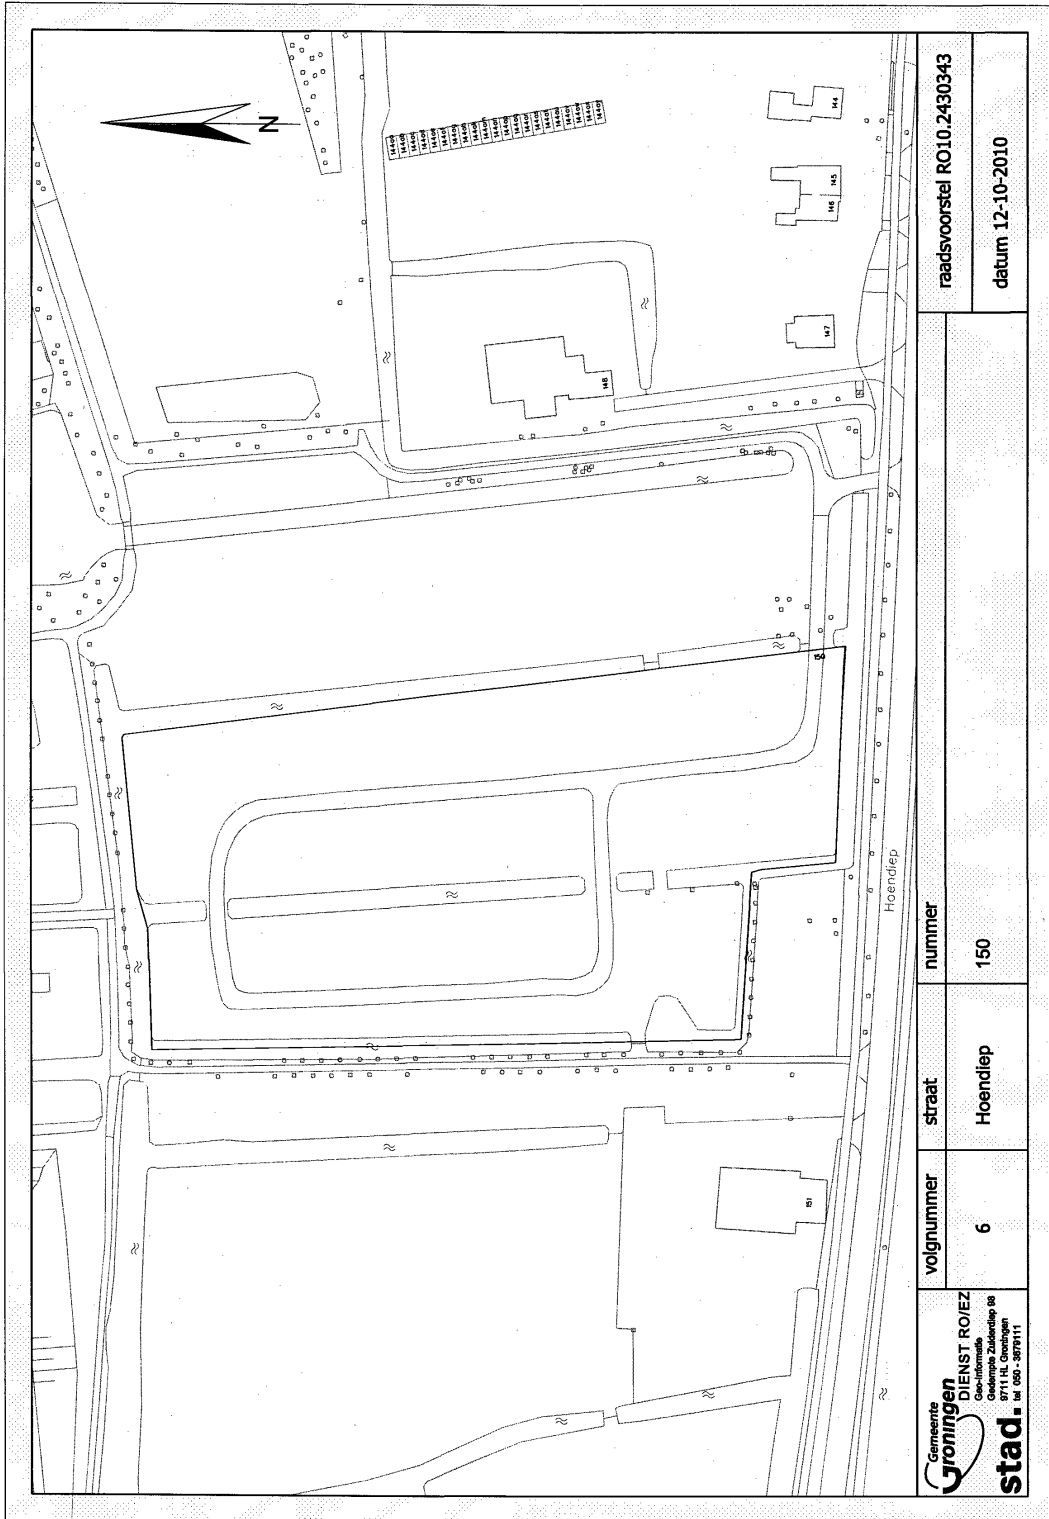 N
148
144
145
146
147
150
151
Hoendiep
Gemeente
Groningen
stad.
DIENST RO/EZ
Geo-informatie
Gedempte Zuiderdiep 98
9711 HL Groningen
tel 050 - 3679111
volgnummer
6
straat
Hoendiep
nummer
150
raadsvoorstel RO10.2430343
datum 12-10-2010